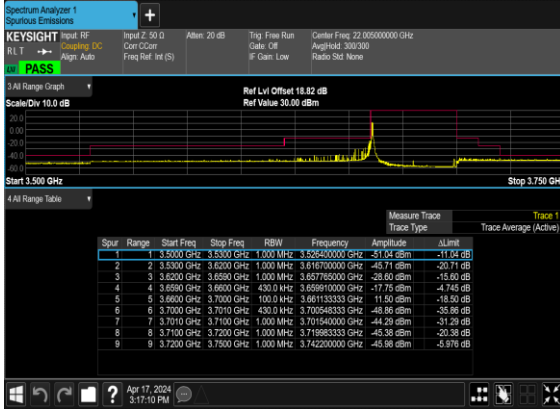 Spectrum Analyzer 1
Spurious Emissions
KEYSIGHT Input: RF Input Z: 50 Ω Atten: 20 dB Trig: Free Run Center Freq: 22.005000000 GHz
RLT Coupling: DC Corr CCorr Gate: Off Avg|Hold: 300/300
Align: Auto Freq Ref: Int (S) IF Gain: Low Radio Std: None
PASS
3 All Range Graph
Ref Lvl Offset 18.82 dB
Scale/Div 10.0 dB Ref Value 30.00 dBm
20.0
0.00
-20.0
-40.0
-60.0
Start 3.500 GHz Stop 3.750 GH
4 All Range Table
Measure Trace Trace 1
Trace Type Trace Average (Active)
Spur Range Start Freq Stop Freq RBW Frequency Amplitude ΔLimit
1 1 3.5000 GHz 3.5300 GHz 1.000 MHz 3.526400000 GHz -51.04 dBm -11.04 dB
2 2 3.5300 GHz 3.6200 GHz 1.000 MHz 3.616700000 GHz -45.71 dBm -20.71 dB
3 3 3.6200 GHz 3.6590 GHz 1.000 MHz 3.657765000 GHz -28.60 dBm -15.60 dB
4 4 3.6590 GHz 3.6600 GHz 430.0 kHz 3.659910000 GHz -17.75 dBm -4.745 dB
5 5 3.6600 GHz 3.7000 GHz 100.0 kHz 3.661133333 GHz 11.50 dBm -18.50 dB
6 6 3.7000 GHz 3.7010 GHz 430.0 kHz 3.700548333 GHz -48.86 dBm -35.86 dB
7 7 3.7010 GHz 3.7100 GHz 1.000 MHz 3.701540000 GHz -44.29 dBm -31.29 dB
8 8 3.7100 GHz 3.7200 GHz 1.000 MHz 3.719983333 GHz -45.38 dBm -20.38 dB
9 9 3.7200 GHz 3.7500 GHz 1.000 MHz 3.742200000 GHz -45.98 dBm -5.976 dB
Apr 17, 2024
3:17:10 PM